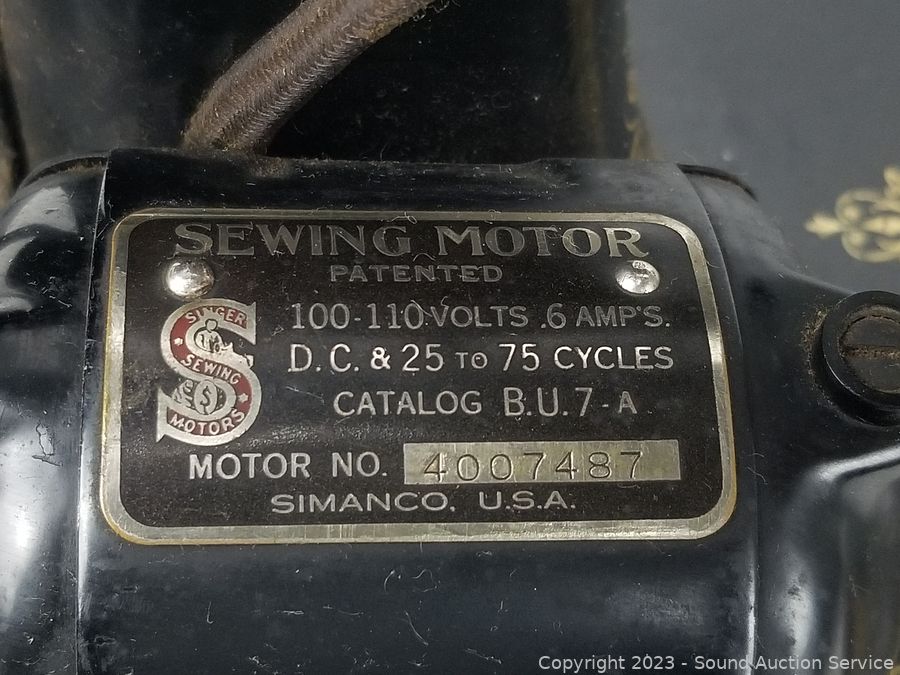 SEWING MOTOR
PATENTED
SINGER
SEWING
MOTORS
100-110 VOLTS .6 AMP'S.
D.C. & 25 TO 75 CYCLES
CATALOG B.U.7-A
MOTOR NO. 4007487
SIMANCO, U.S.A.
Copyright 2023 - Sound Auction Service